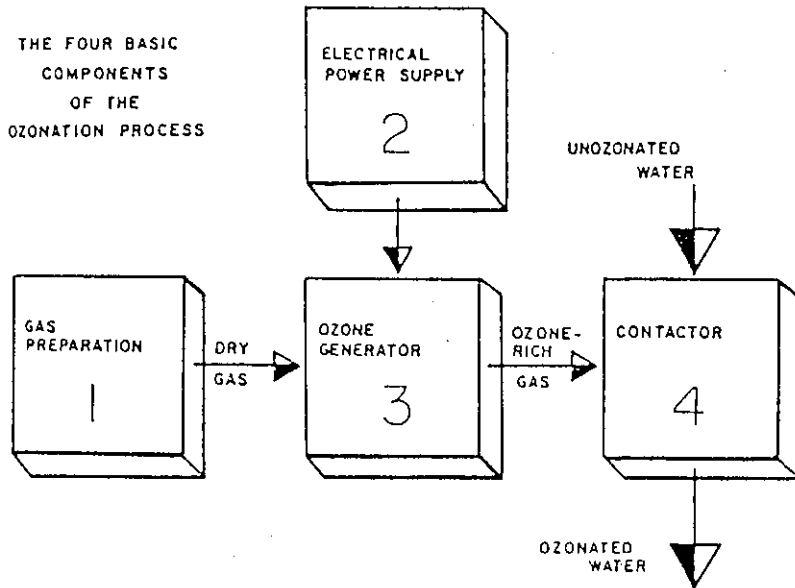 THE FOUR BASIC
COMPONENTS
OF THE
OZONATION PROCESS
ELECTRICAL
POWER SUPPLY
2
UNOZONATED
WATER
GAS
PREPARATION
1
DRY
GAS
OZONE
GENERATOR
3
OZONE-
RICH
GAS
CONTACTOR
4
OZONATED
WATER